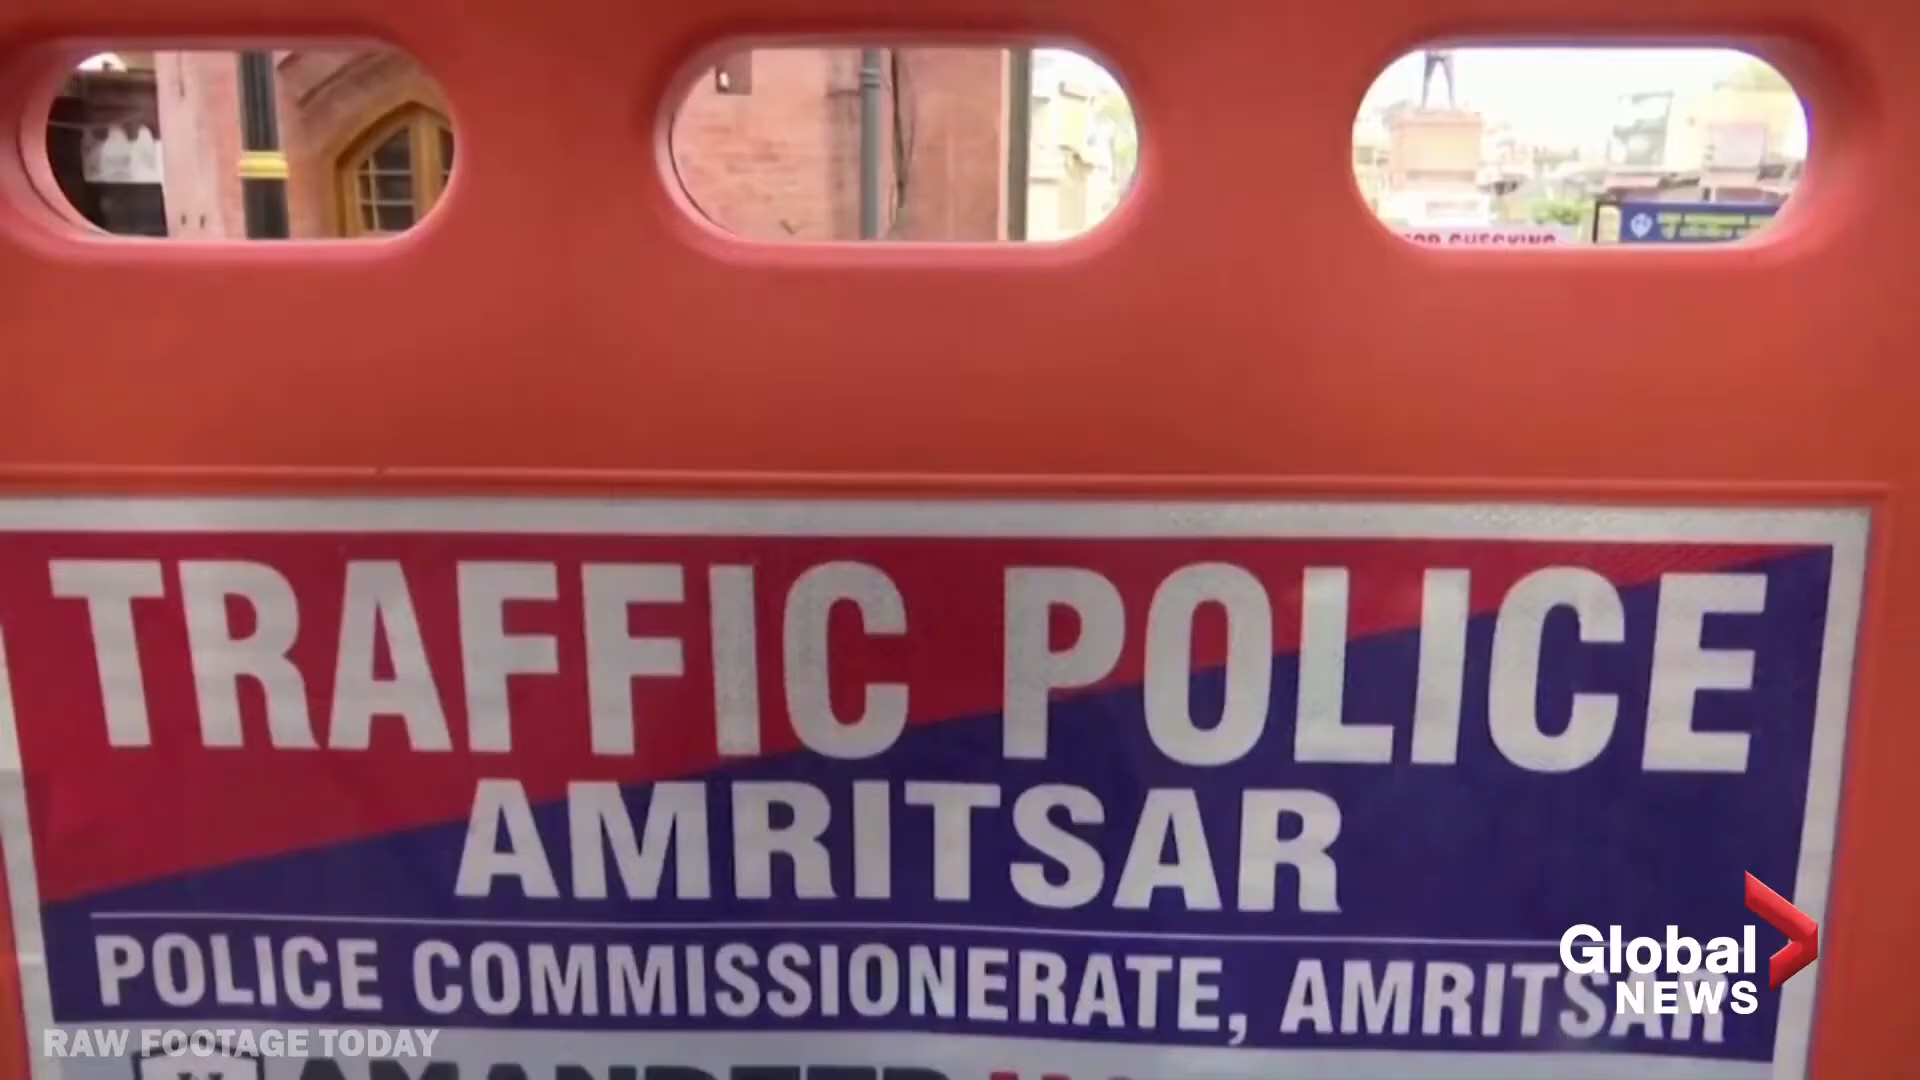 TRAFFIC POLICE
AMRITSAR
POLICE COMMISSIONERATE, AMRITSAR
Global
NEWS
RAW FOOTAGE TODAY